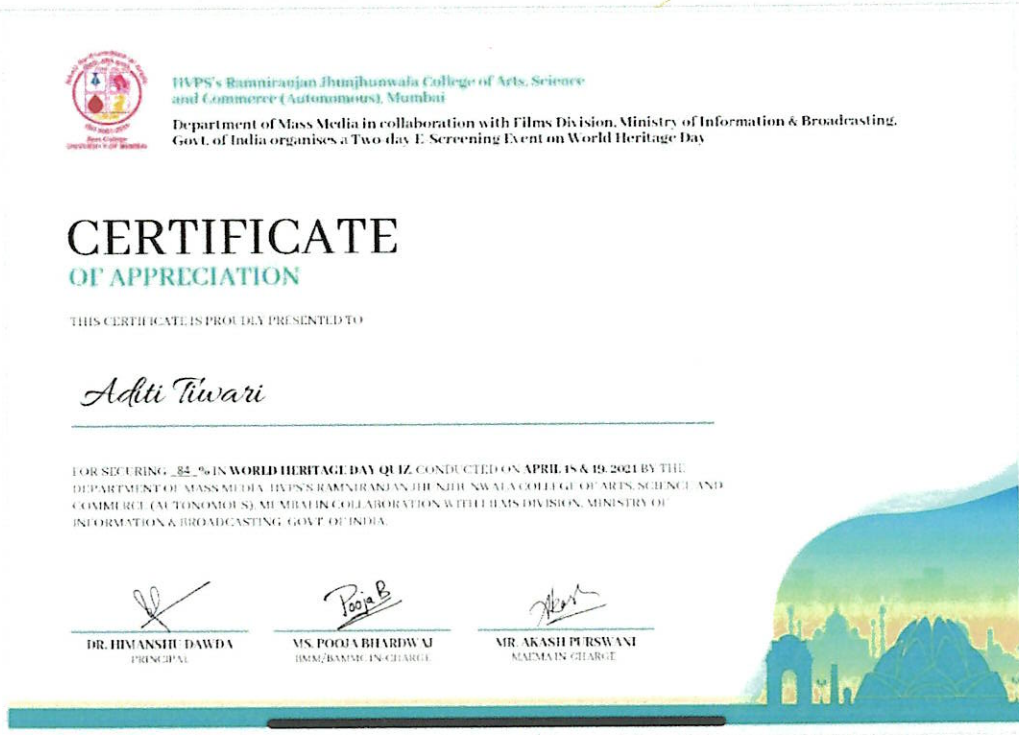 HVPS's Ramniranjan Jhunjhunwala College of Arts, Science
and Commerce (Autonomous), Mumbai
Department of Mass Media in collaboration with Films Division, Ministry of Information & Broadcasting,
Govt. of India organises a Two-day E-Screening Event on World Heritage Day
CERTIFICATE
OF APPRECIATION
THIS CERTIFICATE IS PROUDLY PRESENTED TO
Aditi Tiwari
FOR SECURING _84_% IN WORLD HERITAGE DAY QUIZ, CONDUCTED ON APRIL 18 & 19, 2021 BY THE
DEPARTMENT OF MASS MEDIA, HVPS'S RAMNIRANJAN JHUNJHUNWALA COLLEGE OF ARTS, SCIENCE AND
COMMERCE (AUTONOMOUS), MUMBAI IN COLLABORATION WITH FILMS DIVISION, MINISTRY OF
INFORMATION & BROADCASTING, GOVT. OF INDIA.
Pooja B
Akash
DR. HIMANSHU DAWDA
MS. POOJA BHARDWAJ
MR. AKASH PURSWANI
PRINCIPAL
BMM/BAMMC IN-CHARGE
MAEMA IN-CHARGE